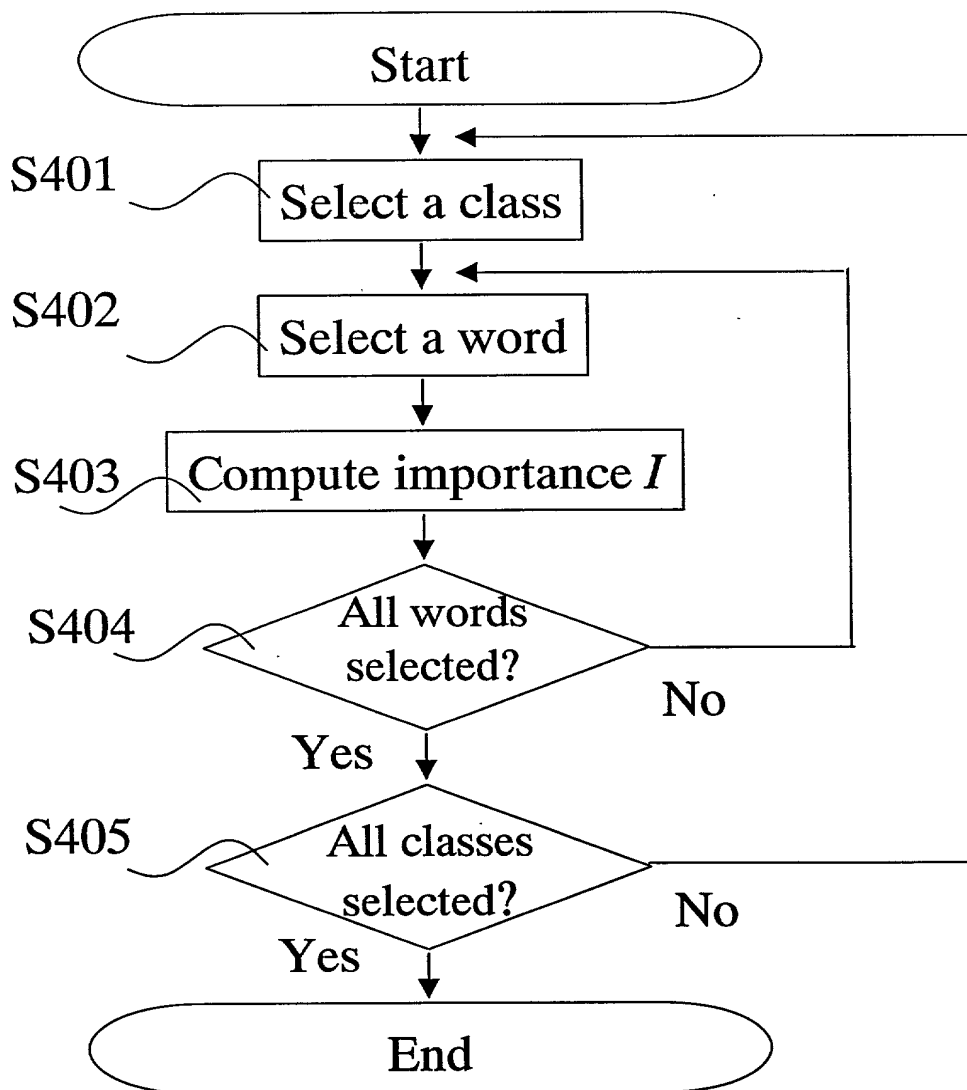 Start
S401
Select a class
S402
Select a word
S403
Compute importance I
S404
All words
selected?
No
Yes
S405
All classes
selected?
No
Yes
End